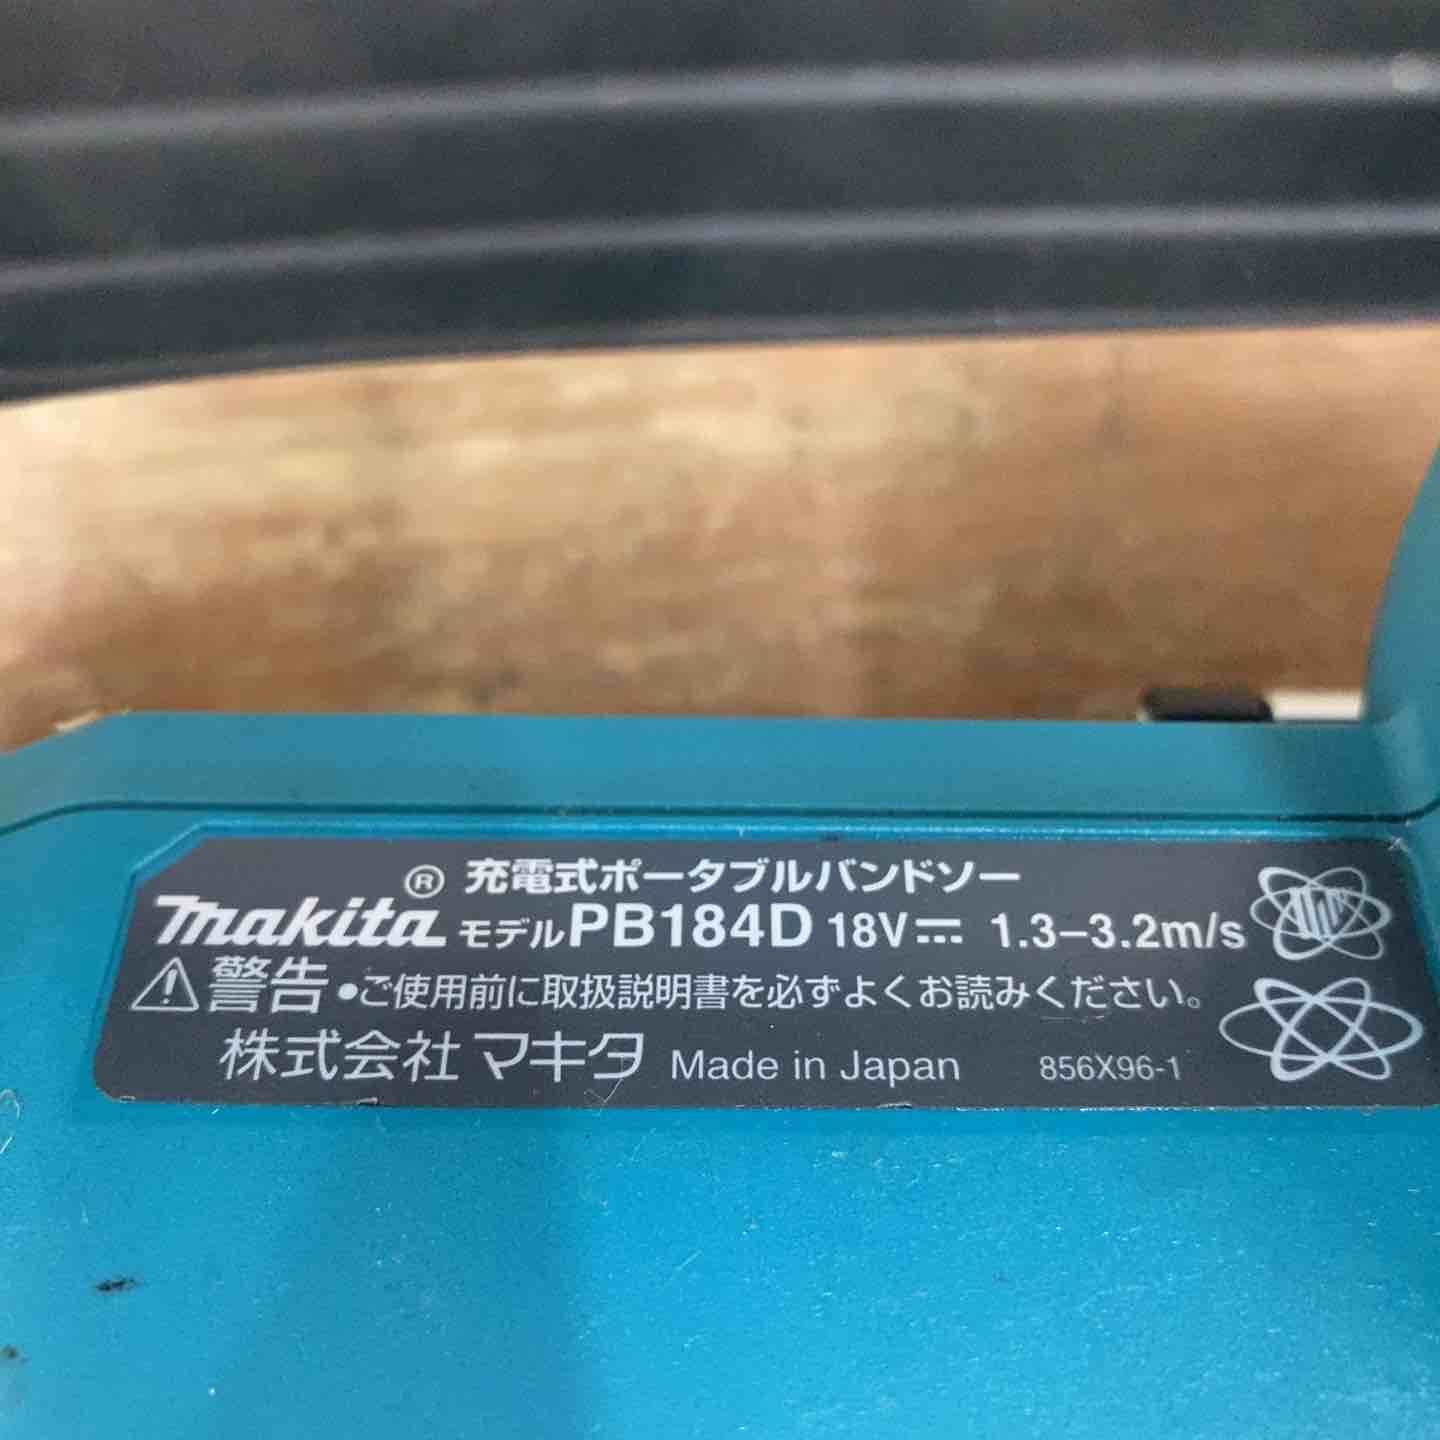 ® 充電式ポータブルバンドソー
makita モデルPB184D 18V⎓ 1.3–3.2m/s
⚠警告 ●ご使用前に取扱説明書を必ずよくお読みください。
株式会社 マキタ Made in Japan 856X96-1